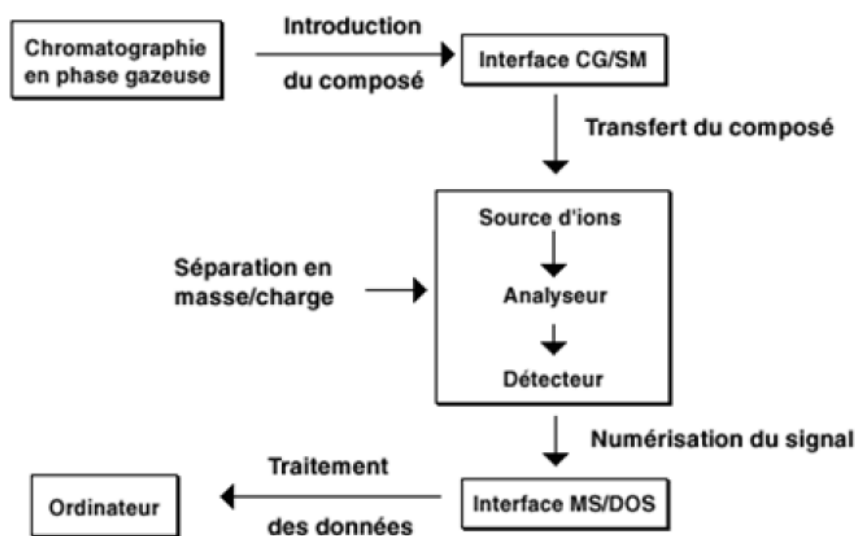 Chromatographie
en phase gazeuse
Introduction
du composé
Interface CG/SM
Transfert du composé
Source d'ions
Séparation en
masse/charge
Analyseur
Détecteur
Numérisation du signal
Interface MS/DOS
Traitement
des données
Ordinateur